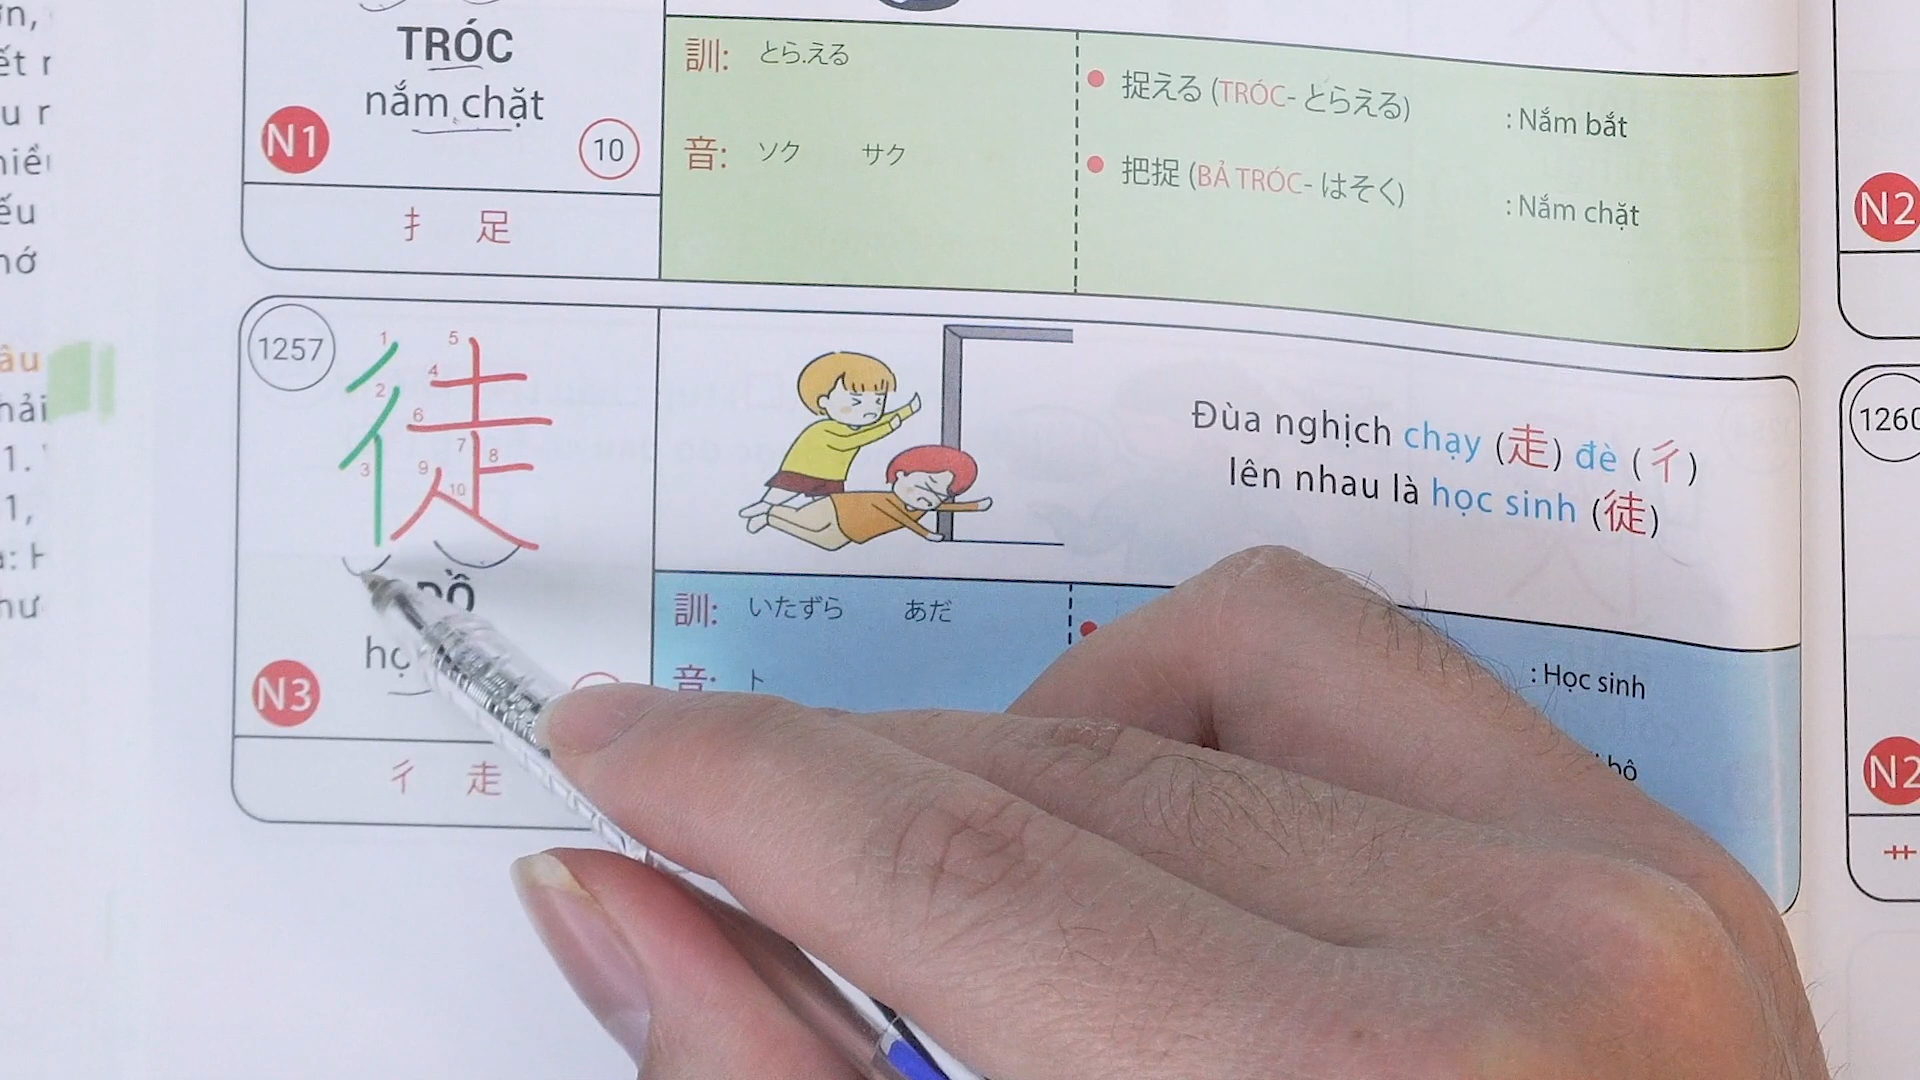 TRÓC
nắm chặt
N1
10
扌 足
訓: とら.える
音: ソク サク
捉える (TRÓC- とらえる) : Nắm bắt
把捉 (BẢ TRÓC- はそく) : Nắm chặt
1257
1 2 3 4 5 6 7 8 9 10
徒
N3
彳 走
Đùa nghịch chạy (走) đè (彳)
lên nhau là học sinh (徒)
訓: いたずら あだ
音: ト
: Học sinh
N2
N2